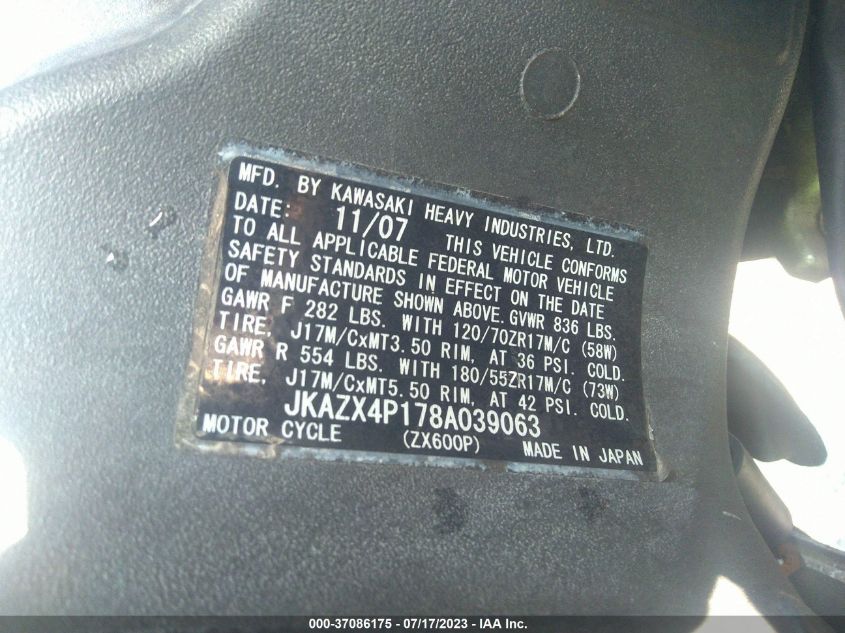 MFD. BY KAWASAKI HEAVY INDUSTRIES, LTD.
DATE: 11/07 THIS VEHICLE CONFORMS
TO ALL APPLICABLE FEDERAL MOTOR VEHICLE
SAFETY STANDARDS IN EFFECT ON THE DATE
OF MANUFACTURE SHOWN ABOVE. GVWR 836 LBS.
GAWR F 282 LBS. WITH 120/70ZR17M/C (58W)
TIRE, J17M/CxMT3.50 RIM, AT 36 PSI. COLD.
GAWR R 554 LBS. WITH 180/55ZR17M/C (73W)
TIRE, J17M/CxMT5.50 RIM, AT 42 PSI. COLD.
JKAZX4P178A039063
MOTOR CYCLE (ZX600P) MADE IN JAPAN
000-37086175 - 07/17/2023 - IAA Inc.